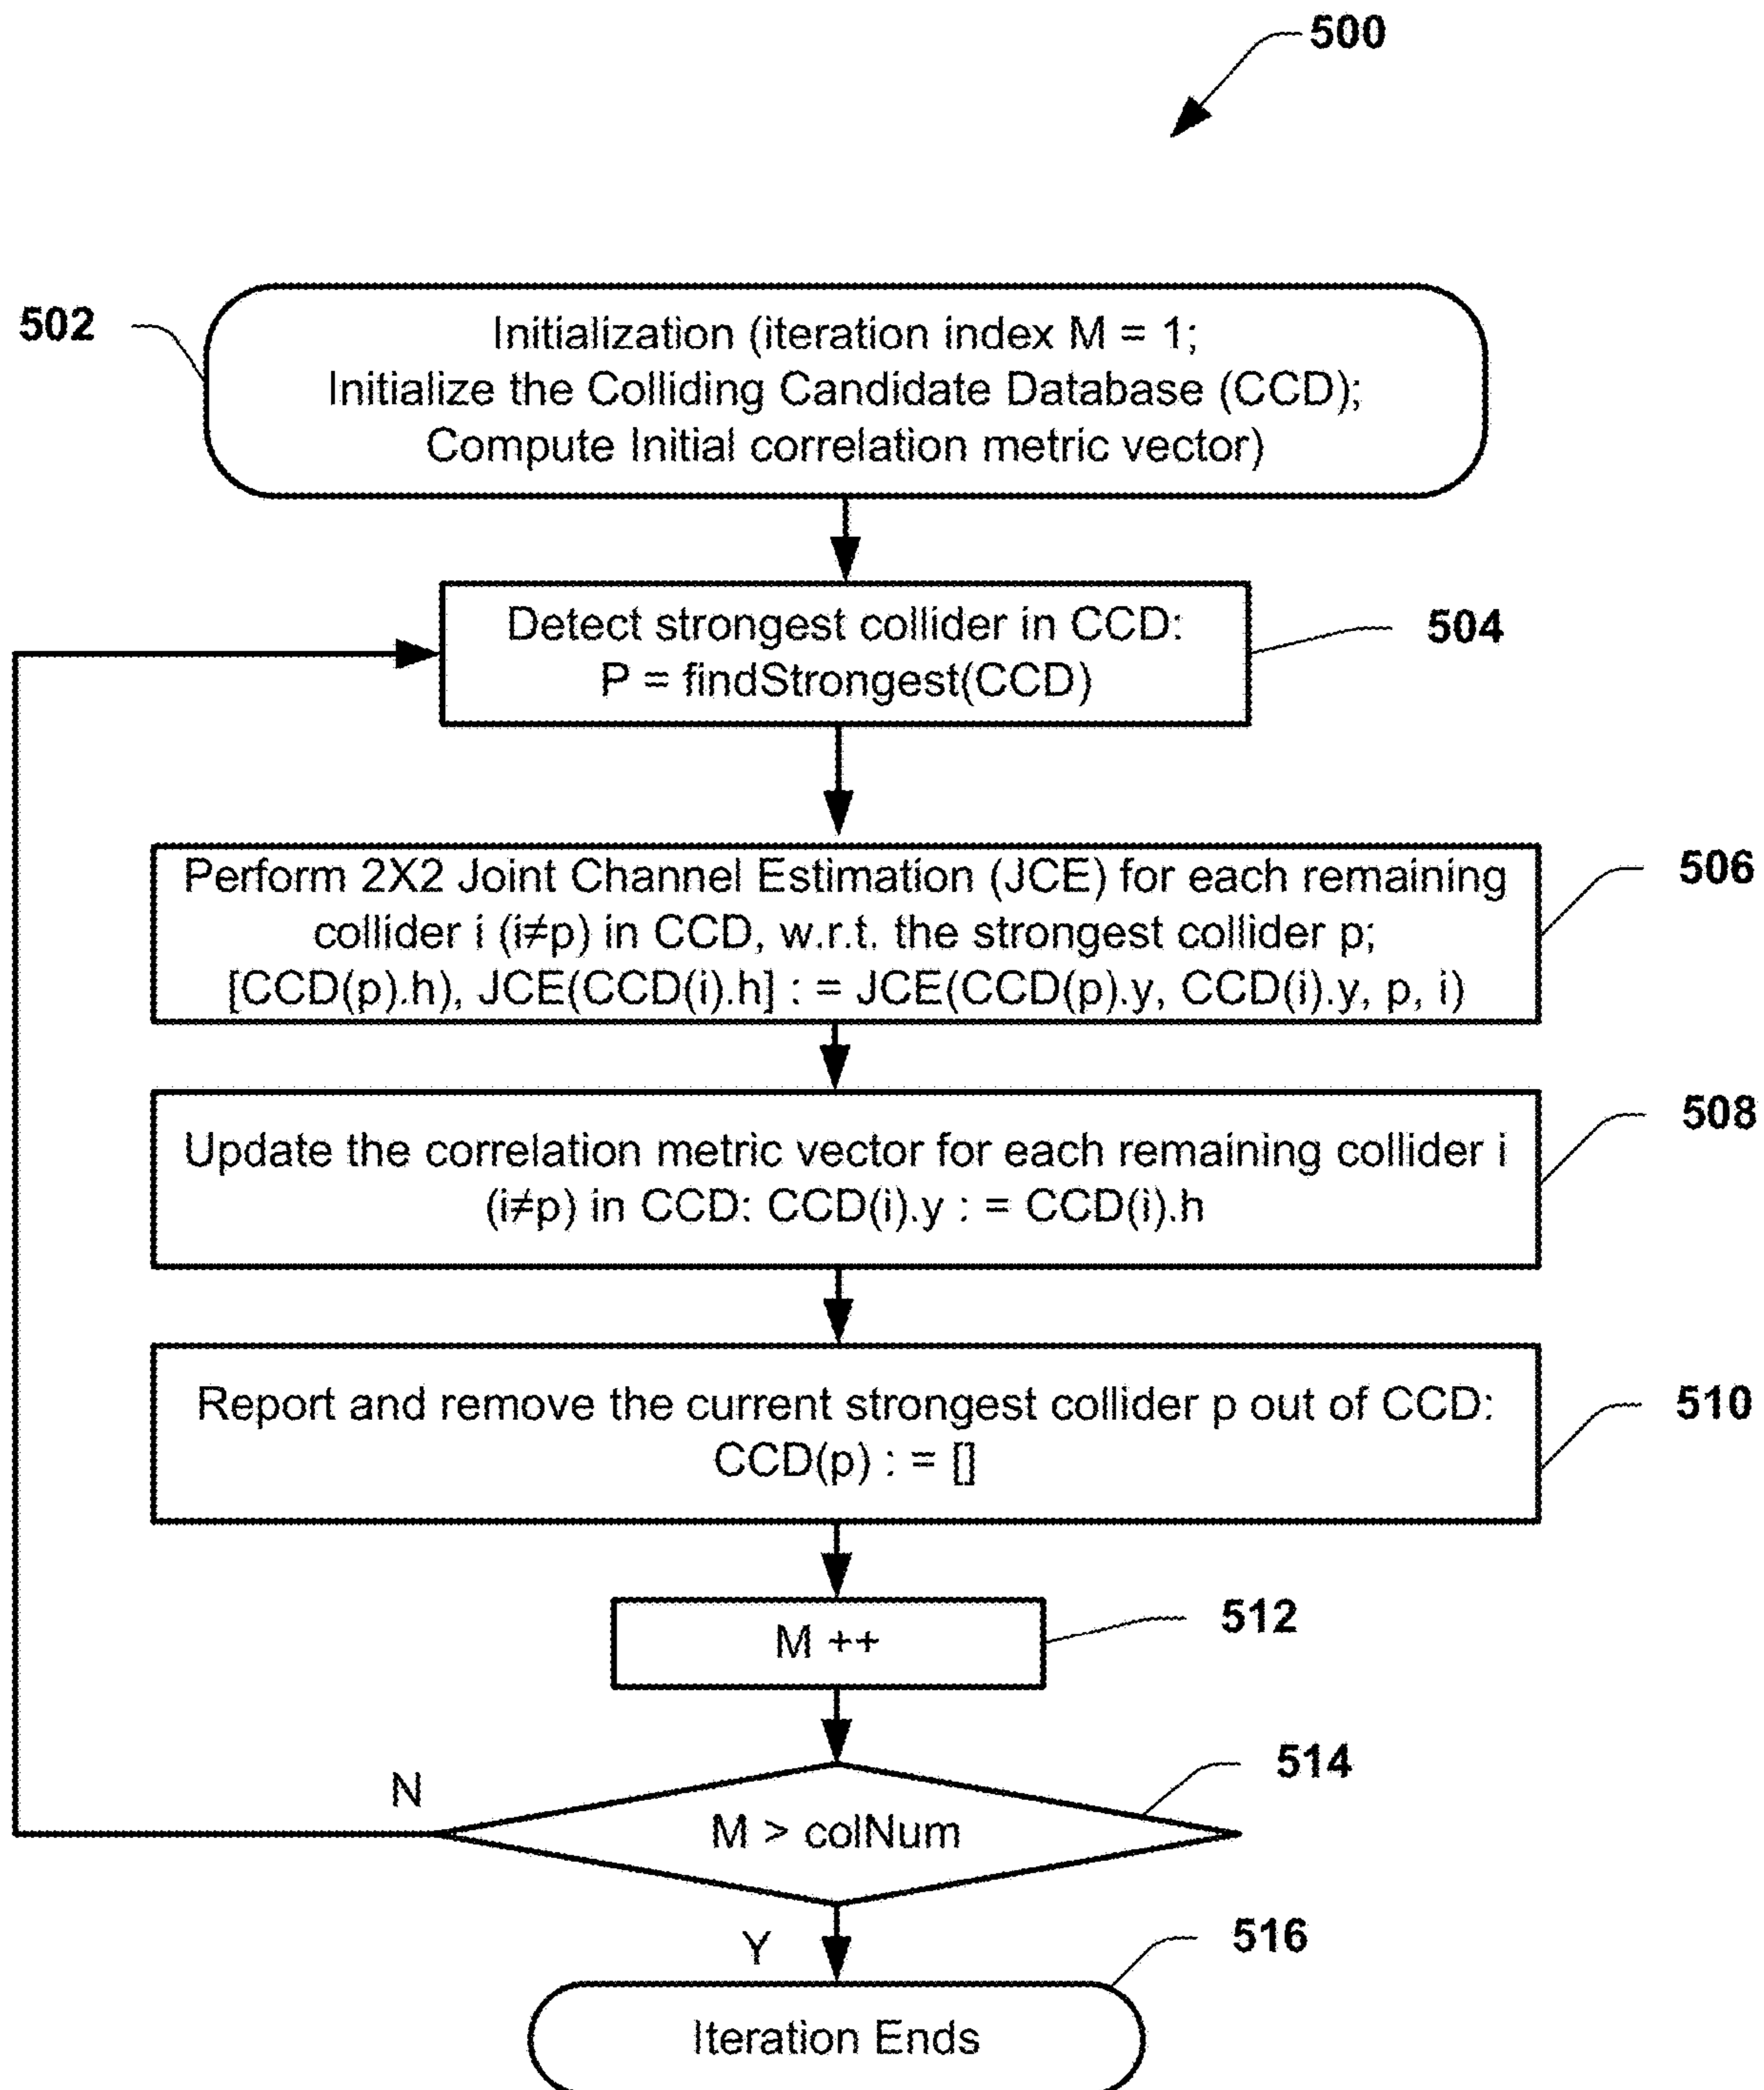 500
502
Initialization (iteration index M = 1;
Initialize the Colliding Candidate Database (CCD);
Compute Initial correlation metric vector)
Detect strongest collider in CCD:
P = findStrongest(CCD)
504
Perform 2X2 Joint Channel Estimation (JCE) for each remaining
collider i (i≠p) in CCD, w.r.t. the strongest collider p;
[CCD(p).h), JCE(CCD(i).h] : = JCE(CCD(p).y, CCD(i).y, p, i)
506
Update the correlation metric vector for each remaining collider i
(i≠p) in CCD: CCD(i).y : = CCD(i).h
508
Report and remove the current strongest collider p out of CCD:
CCD(p) : = []
510
M ++
512
514
N
M > colNum
Y
516
Iteration Ends